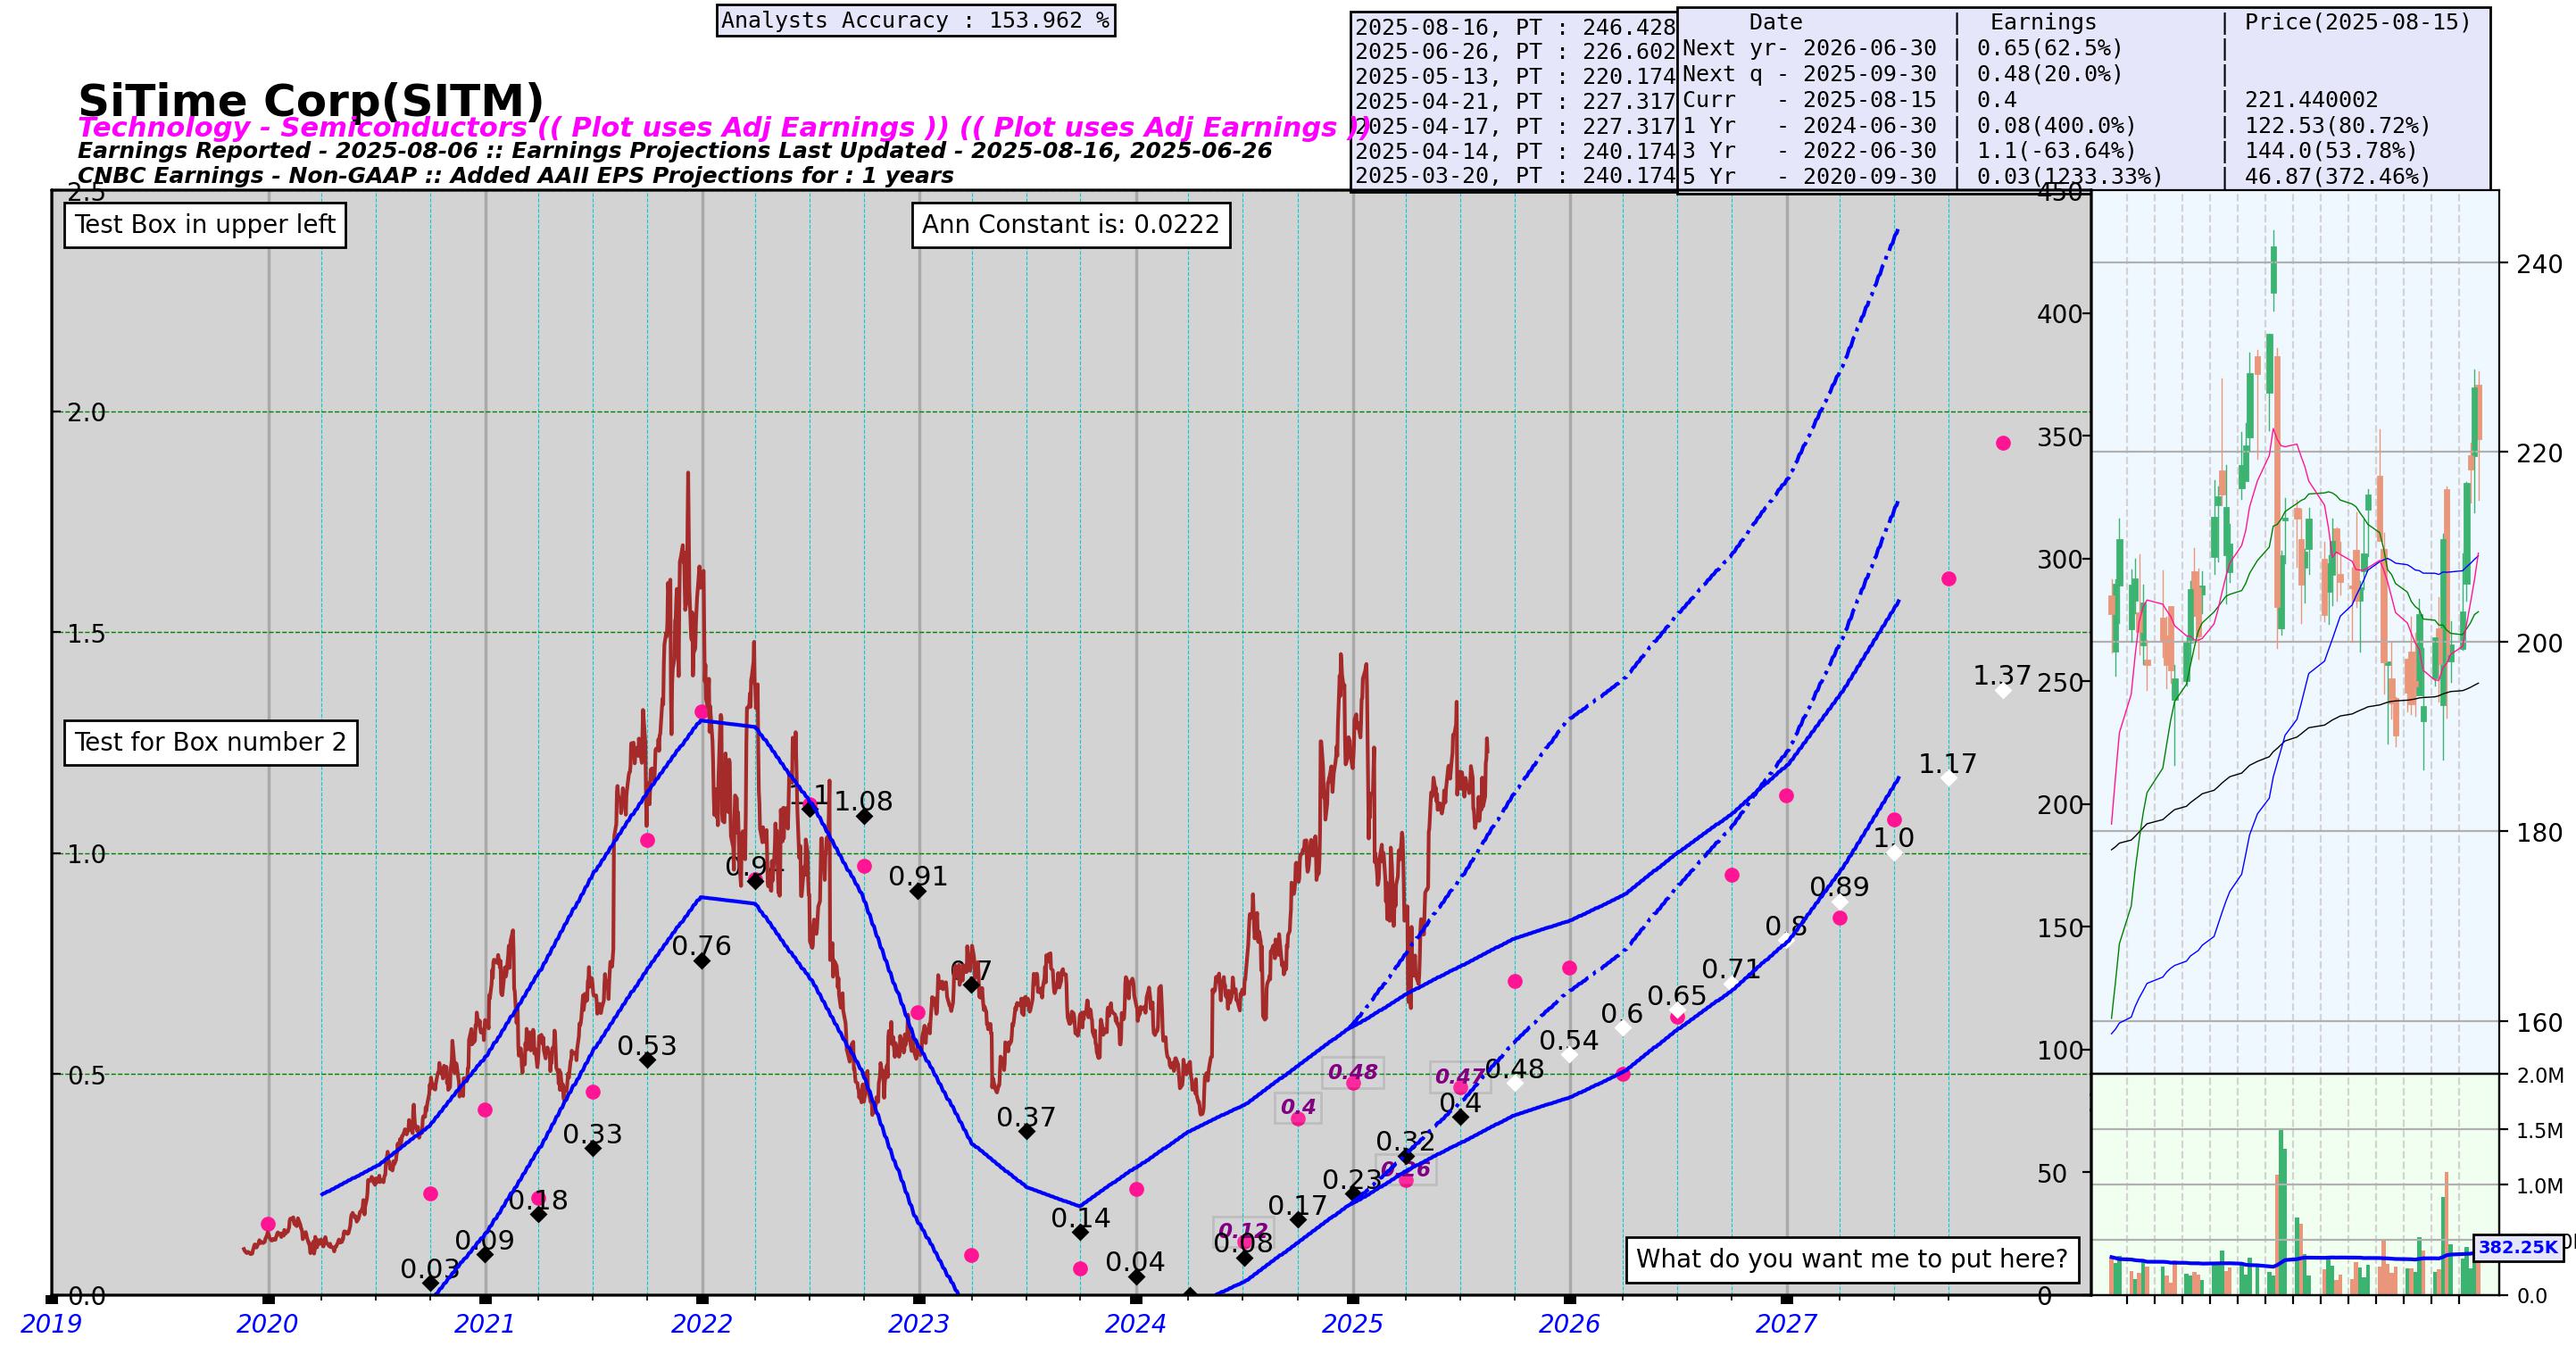 Analysts Accuracy : 153.962 %
2025-08-16, PT : 246.428
2025-06-26, PT : 226.602
2025-05-13, PT : 220.174
2025-04-21, PT : 227.317
2025-04-17, PT : 227.317
2025-04-14, PT : 240.174
2025-03-20, PT : 240.174
Date | Earnings | Price(2025-08-15)
Next yr- 2026-06-30 | 0.65(62.5%) |
Next q - 2025-09-30 | 0.48(20.0%) |
Curr - 2025-08-15 | 0.4 | 221.440002
1 Yr - 2024-06-30 | 0.08(400.0%) | 122.53(80.72%)
3 Yr - 2022-06-30 | 1.1(-63.64%) | 144.0(53.78%)
5 Yr - 2020-09-30 | 0.03(1233.33%) | 46.87(372.46%)
SiTime Corp(SITM)
Technology - Semiconductors (( Plot uses Adj Earnings )) (( Plot uses Adj Earnings ))
Earnings Reported - 2025-08-06 :: Earnings Projections Last Updated - 2025-08-16, 2025-06-26
CNBC Earnings - Non-GAAP :: Added AAII EPS Projections for : 1 years
Test Box in upper left
Ann Constant is: 0.0222
Test for Box number 2
What do you want me to put here?
2.5
2.0
1.5
1.0
0.5
0.0
0.03
0.09
0.18
0.33
0.53
0.76
1.1
1.08
0.91
0.7
0.37
0.14
0.04
0.12
0.08
0.17
0.4
0.48
0.23
0.32
0.26
0.47
0.4
0.48
0.54
0.6
0.65
0.71
0.8
0.89
1.0
1.17
1.37
450
400
350
300
250
200
150
100
50
0
240
220
200
180
160
2.0M
1.5M
1.0M
382.25K
0.0
2019 2020 2021 2022 2023 2024 2025 2026 2027